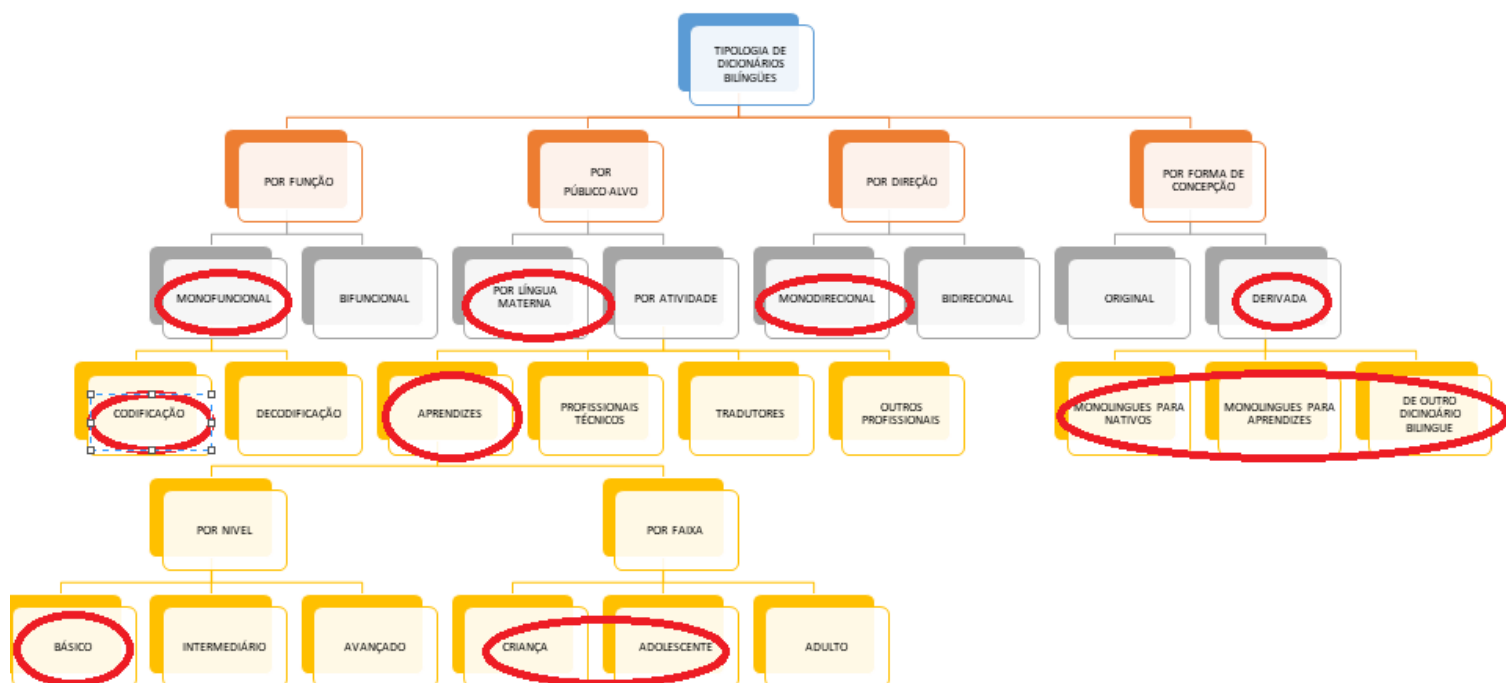 TIPOLOGIA DE
DICIONÁRIOS
BILÍNGÜES
POR FUNÇÃO
POR
PÚBLICO-ALVO
POR DIREÇÃO
POR FORMA DE
CONCEPÇÃO
MONOFUNCIONAL
BIFUNCIONAL
POR LÍNGUA
MATERNA
POR ATIVIDADE
MONODIRECIONAL
BIDIRECIONAL
ORIGINAL
DERIVADA
CODIFICAÇÃO
DECODIFICAÇÃO
APRENDIZES
PROFISSIONAIS
TÉCNICOS
TRADUTORES
OUTROS
PROFISSIONAIS
MONOLINGUES PARA
NATIVOS
MONOLINGUES PARA
APRENDIZES
DE OUTRO
DICINOÁRIO
BILINGUE
POR NIVEL
POR FAIXA
BÁSICO
INTERMEDIÁRIO
AVANÇADO
CRIANÇA
ADOLESCENTE
ADULTO